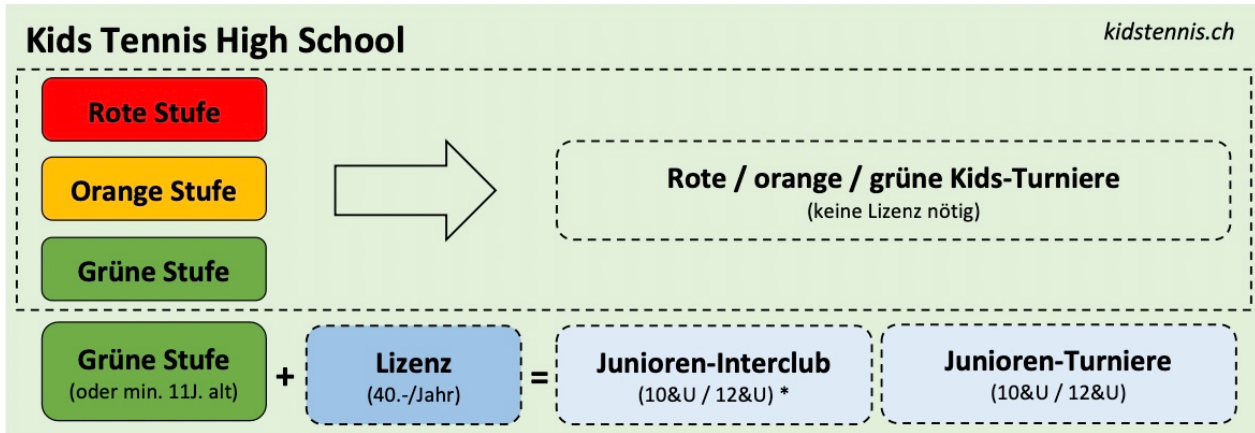 Kids Tennis High School
kidstennis.ch
Rote Stufe
Orange Stufe
Grüne Stufe
Rote / orange / grüne Kids-Turniere
(keine Lizenz nötig)
Grüne Stufe
(oder min. 11J. alt)
+
Lizenz
(40.-/Jahr)
=
Junioren-Interclub
(10&U / 12&U) *
Junioren-Turniere
(10&U / 12&U)